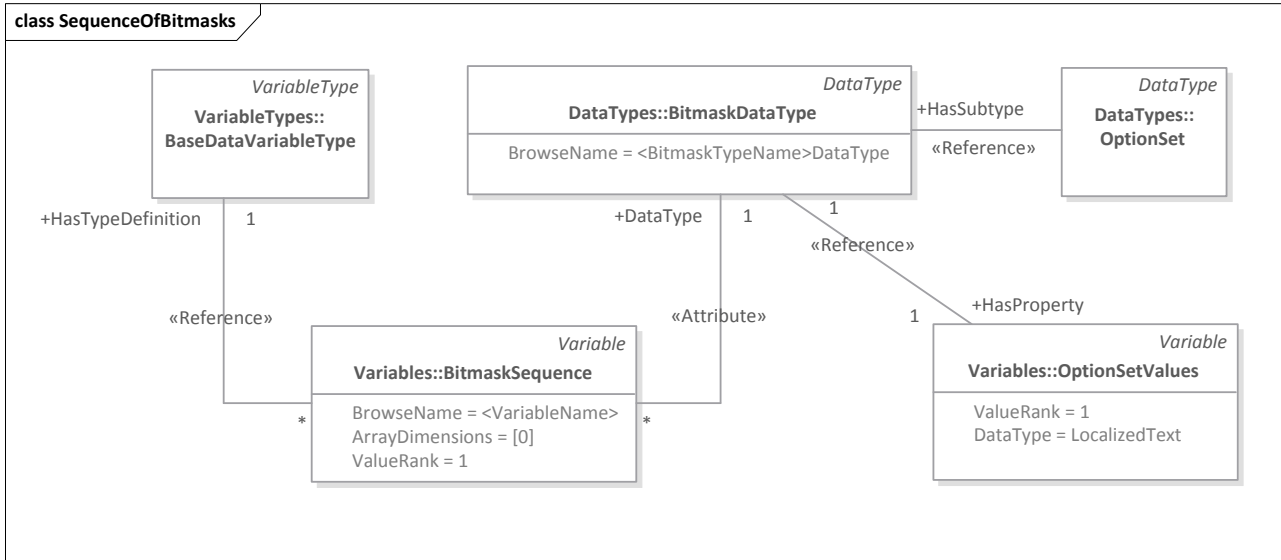 class SequenceOfBitmasks
VariableType
VariableTypes::
BaseDataVariableType
DataType
DataTypes::BitmaskDataType
BrowseName = <BitmaskTypeName>DataType
DataType
DataTypes::
OptionSet
+HasSubtype
«Reference»
+HasTypeDefinition
1
«Reference»
*
+DataType
1
«Attribute»
*
1
«Reference»
+HasProperty
1
Variable
Variables::BitmaskSequence
BrowseName = <VariableName>
ArrayDimensions = [0]
ValueRank = 1
Variable
Variables::OptionSetValues
ValueRank = 1
DataType = LocalizedText